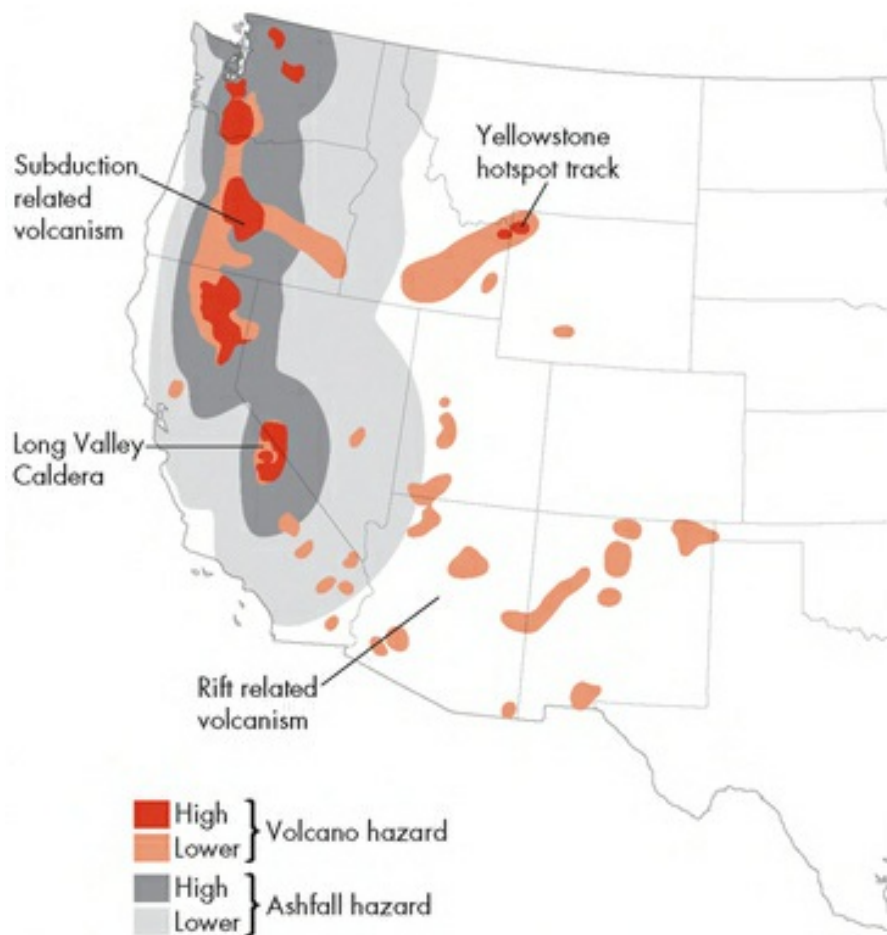 Yellowstone
hotspot track
Subduction
related
volcanism
Long Valley
Caldera
Rift related
volcanism
High
Lower
Volcano hazard
High
Lower
Ashfall hazard